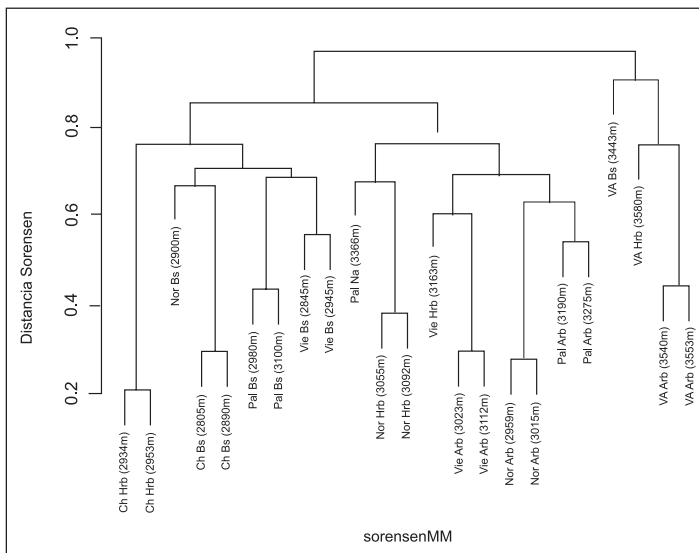 1.0
0.8
0.6
0.4
0.2
Distancia Sorensen
Ch Hrb (2934m)
Ch Hrb (2953m)
Nor Bs (2900m)
Ch Bs (2805m)
Ch Bs (2890m)
Pal Bs (2980m)
Pal Bs (3100m)
Vie Bs (2845m)
Vie Bs (2945m)
Pal Na (3366m)
Nor Hrb (3055m)
Nor Hrb (3092m)
Vie Hrb (3163m)
Vie Arb (3023m)
Vie Arb (3112m)
Nor Arb (2959m)
Nor Arb (3015m)
Pal Arb (3190m)
Pal Arb (3275m)
VA Bs (3443m)
VA Hrb (3580m)
VA Arb (3540m)
VA Arb (3553m)
sorensenMM